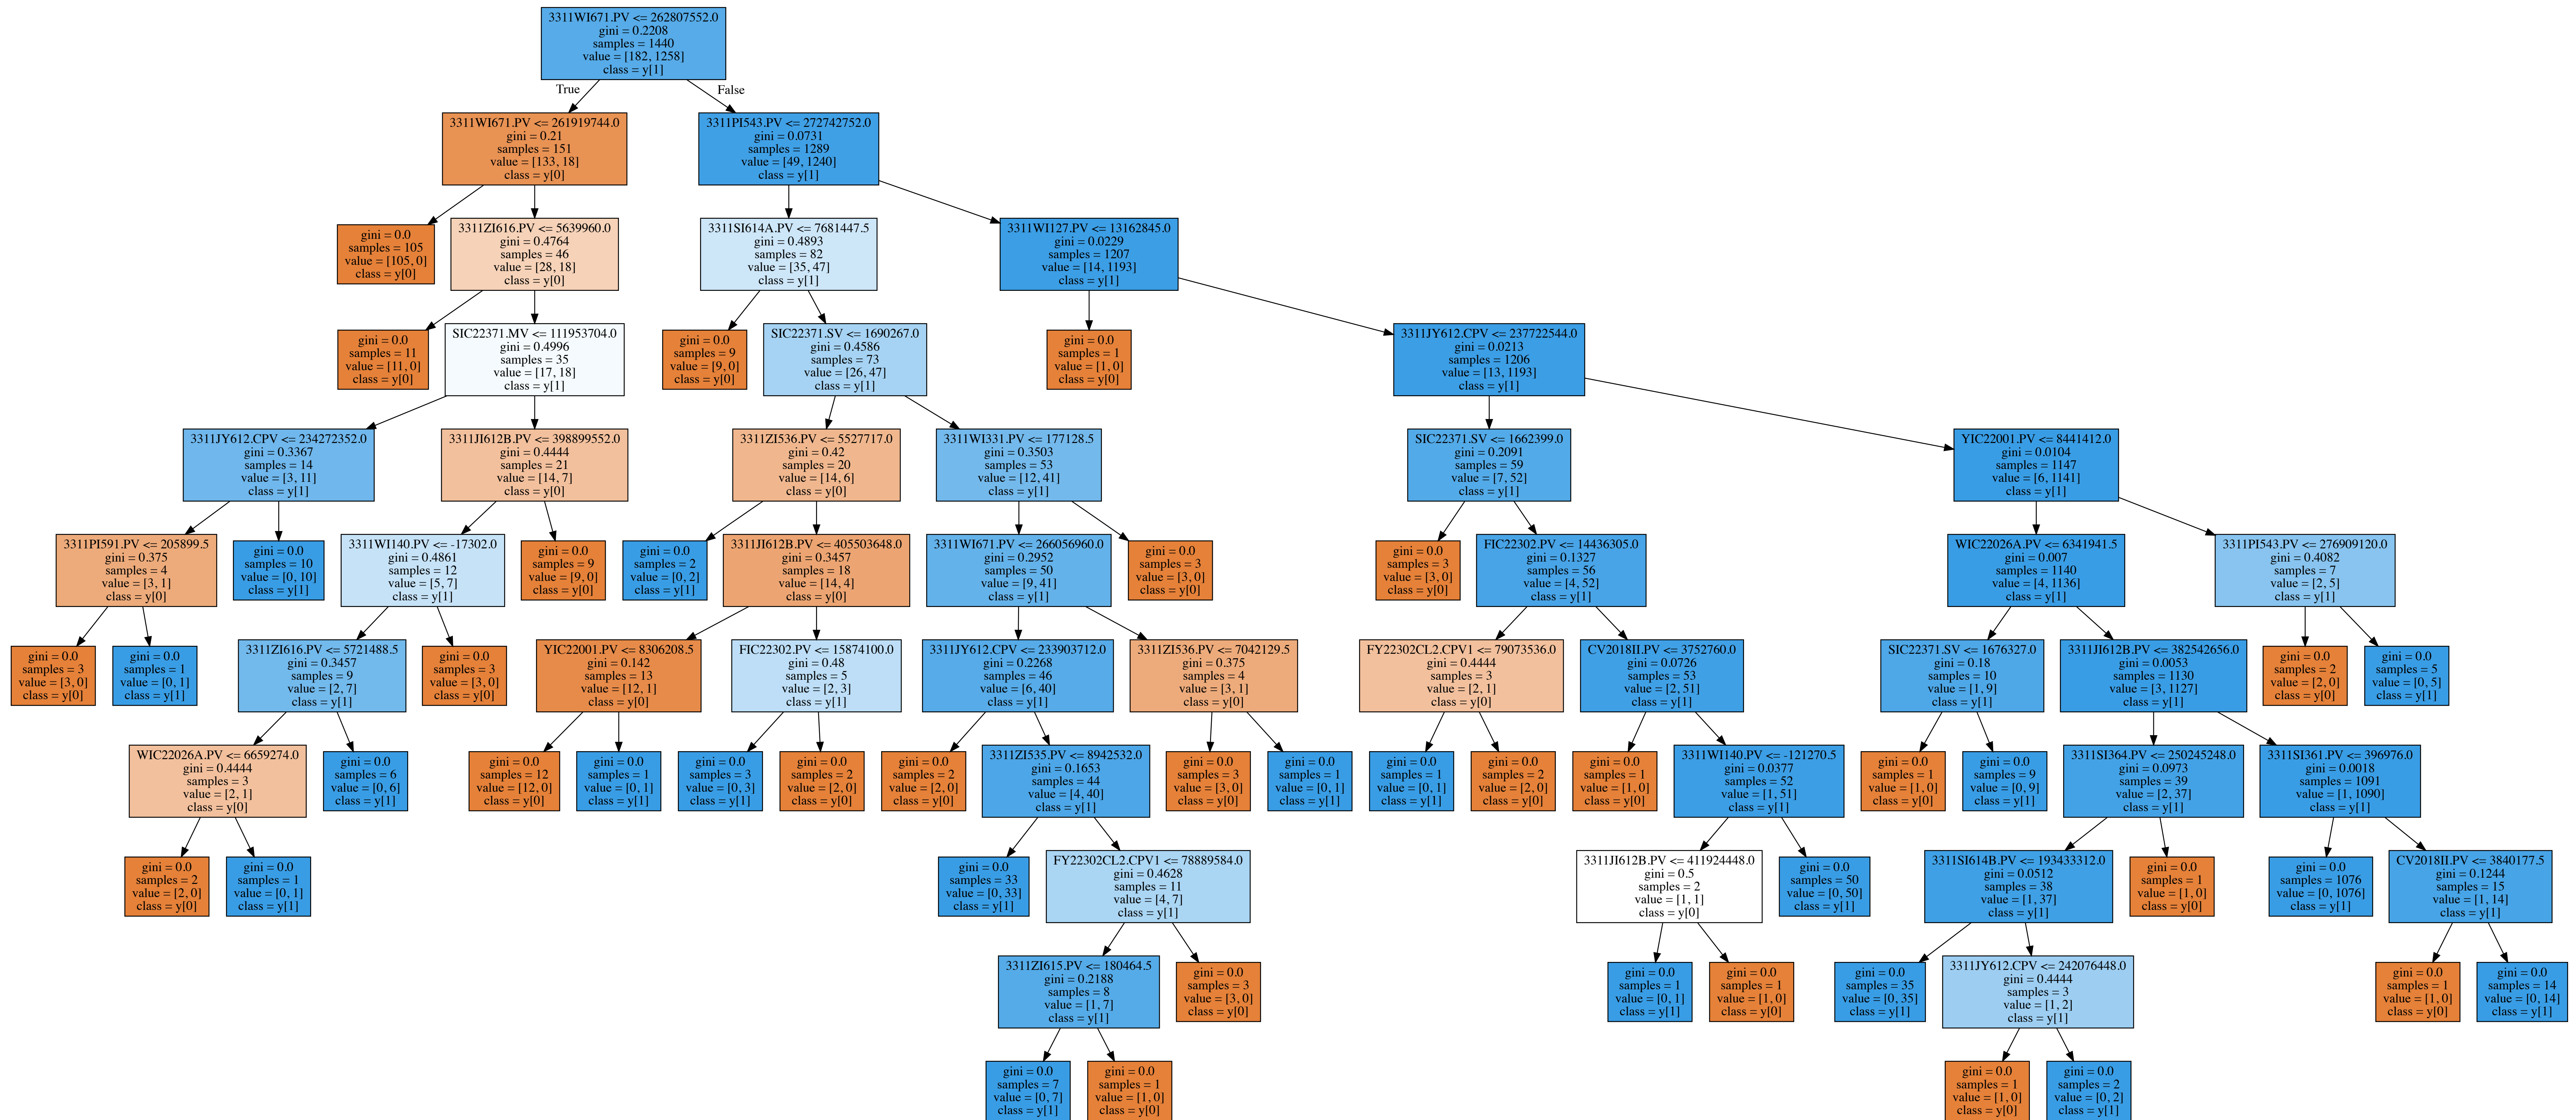 3311WI671.PV <= 262807552.0
gini = 0.2208
samples = 1440
value = [182, 1258]
class = y[1]
True
False
3311WI671.PV <= 261919744.0
gini = 0.21
samples = 151
value = [133, 18]
class = y[0]
3311PI543.PV <= 272742752.0
gini = 0.0731
samples = 1289
value = [49, 1240]
class = y[1]
gini = 0.0
samples = 105
value = [105, 0]
class = y[0]
3311ZI616.PV <= 5639960.0
gini = 0.4764
samples = 46
value = [28, 18]
class = y[0]
3311SI614A.PV <= 7681447.5
gini = 0.4893
samples = 82
value = [35, 47]
class = y[1]
3311WI127.PV <= 13162845.0
gini = 0.0229
samples = 1207
value = [14, 1193]
class = y[1]
gini = 0.0
samples = 11
value = [11, 0]
class = y[0]
SIC22371.MV <= 111953704.0
gini = 0.4996
samples = 35
value = [17, 18]
class = y[1]
gini = 0.0
samples = 9
value = [9, 0]
class = y[0]
SIC22371.SV <= 1690267.0
gini = 0.4586
samples = 73
value = [26, 47]
class = y[1]
gini = 0.0
samples = 1
value = [1, 0]
class = y[0]
3311JY612.CPV <= 237722544.0
gini = 0.0213
samples = 1206
value = [13, 1193]
class = y[1]
3311JY612.CPV <= 234272352.0
gini = 0.3367
samples = 14
value = [3, 11]
class = y[1]
3311JI612B.PV <= 398899552.0
gini = 0.4444
samples = 21
value = [14, 7]
class = y[0]
3311ZI536.PV <= 5527717.0
gini = 0.42
samples = 20
value = [14, 6]
class = y[0]
3311WI331.PV <= 177128.5
gini = 0.3503
samples = 53
value = [12, 41]
class = y[1]
SIC22371.SV <= 1662399.0
gini = 0.2091
samples = 59
value = [7, 52]
class = y[1]
YIC22001.PV <= 8441412.0
gini = 0.0104
samples = 1147
value = [6, 1141]
class = y[1]
3311PI591.PV <= 205899.5
gini = 0.375
samples = 4
value = [3, 1]
class = y[0]
gini = 0.0
samples = 10
value = [0, 10]
class = y[1]
3311WI140.PV <= -17302.0
gini = 0.4861
samples = 12
value = [5, 7]
class = y[1]
gini = 0.0
samples = 9
value = [9, 0]
class = y[0]
gini = 0.0
samples = 2
value = [0, 2]
class = y[1]
3311JI612B.PV <= 405503648.0
gini = 0.3457
samples = 18
value = [14, 4]
class = y[0]
3311WI671.PV <= 266056960.0
gini = 0.2952
samples = 50
value = [9, 41]
class = y[1]
gini = 0.0
samples = 3
value = [3, 0]
class = y[0]
gini = 0.0
samples = 3
value = [3, 0]
class = y[0]
FIC22302.PV <= 14436305.0
gini = 0.1327
samples = 56
value = [4, 52]
class = y[1]
WIC22026A.PV <= 6341941.5
gini = 0.007
samples = 1140
value = [4, 1136]
class = y[1]
3311PI543.PV <= 276909120.0
gini = 0.4082
samples = 7
value = [2, 5]
class = y[1]
gini = 0.0
samples = 3
value = [3, 0]
class = y[0]
gini = 0.0
samples = 1
value = [0, 1]
class = y[1]
3311ZI616.PV <= 5721488.5
gini = 0.3457
samples = 9
value = [2, 7]
class = y[1]
gini = 0.0
samples = 3
value = [3, 0]
class = y[0]
YIC22001.PV <= 8306208.5
gini = 0.142
samples = 13
value = [12, 1]
class = y[0]
FIC22302.PV <= 15874100.0
gini = 0.48
samples = 5
value = [2, 3]
class = y[1]
3311JY612.CPV <= 233903712.0
gini = 0.2268
samples = 46
value = [6, 40]
class = y[1]
3311ZI536.PV <= 7042129.5
gini = 0.375
samples = 4
value = [3, 1]
class = y[0]
FY22302CL2.CPV1 <= 79073536.0
gini = 0.4444
samples = 3
value = [2, 1]
class = y[0]
CV2018II.PV <= 3752760.0
gini = 0.0726
samples = 53
value = [2, 51]
class = y[1]
SIC22371.SV <= 1676327.0
gini = 0.18
samples = 10
value = [1, 9]
class = y[1]
3311JI612B.PV <= 382542656.0
gini = 0.0053
samples = 1130
value = [3, 1127]
class = y[1]
gini = 0.0
samples = 2
value = [2, 0]
class = y[0]
gini = 0.0
samples = 5
value = [0, 5]
class = y[1]
WIC22026A.PV <= 6659274.0
gini = 0.4444
samples = 3
value = [2, 1]
class = y[0]
gini = 0.0
samples = 6
value = [0, 6]
class = y[1]
gini = 0.0
samples = 12
value = [12, 0]
class = y[0]
gini = 0.0
samples = 1
value = [0, 1]
class = y[1]
gini = 0.0
samples = 3
value = [0, 3]
class = y[1]
gini = 0.0
samples = 2
value = [2, 0]
class = y[0]
gini = 0.0
samples = 2
value = [2, 0]
class = y[0]
3311ZI535.PV <= 8942532.0
gini = 0.1653
samples = 44
value = [4, 40]
class = y[1]
gini = 0.0
samples = 3
value = [3, 0]
class = y[0]
gini = 0.0
samples = 1
value = [0, 1]
class = y[1]
gini = 0.0
samples = 1
value = [0, 1]
class = y[1]
gini = 0.0
samples = 2
value = [2, 0]
class = y[0]
gini = 0.0
samples = 1
value = [1, 0]
class = y[0]
3311WI140.PV <= -121270.5
gini = 0.0377
samples = 52
value = [1, 51]
class = y[1]
gini = 0.0
samples = 1
value = [1, 0]
class = y[0]
gini = 0.0
samples = 9
value = [0, 9]
class = y[1]
3311SI364.PV <= 250245248.0
gini = 0.0973
samples = 39
value = [2, 37]
class = y[1]
3311SI361.PV <= 396976.0
gini = 0.0018
samples = 1091
value = [1, 1090]
class = y[1]
gini = 0.0
samples = 2
value = [2, 0]
class = y[0]
gini = 0.0
samples = 1
value = [0, 1]
class = y[1]
gini = 0.0
samples = 33
value = [0, 33]
class = y[1]
FY22302CL2.CPV1 <= 78889584.0
gini = 0.4628
samples = 11
value = [4, 7]
class = y[1]
3311JI612B.PV <= 411924448.0
gini = 0.5
samples = 2
value = [1, 1]
class = y[0]
gini = 0.0
samples = 50
value = [0, 50]
class = y[1]
3311SI614B.PV <= 193433312.0
gini = 0.0512
samples = 38
value = [1, 37]
class = y[1]
gini = 0.0
samples = 1
value = [1, 0]
class = y[0]
gini = 0.0
samples = 1076
value = [0, 1076]
class = y[1]
CV2018II.PV <= 3840177.5
gini = 0.1244
samples = 15
value = [1, 14]
class = y[1]
3311ZI615.PV <= 180464.5
gini = 0.2188
samples = 8
value = [1, 7]
class = y[1]
gini = 0.0
samples = 3
value = [3, 0]
class = y[0]
gini = 0.0
samples = 1
value = [0, 1]
class = y[1]
gini = 0.0
samples = 1
value = [1, 0]
class = y[0]
gini = 0.0
samples = 35
value = [0, 35]
class = y[1]
3311JY612.CPV <= 242076448.0
gini = 0.4444
samples = 3
value = [1, 2]
class = y[1]
gini = 0.0
samples = 1
value = [1, 0]
class = y[0]
gini = 0.0
samples = 14
value = [0, 14]
class = y[1]
gini = 0.0
samples = 7
value = [0, 7]
class = y[1]
gini = 0.0
samples = 1
value = [1, 0]
class = y[0]
gini = 0.0
samples = 1
value = [1, 0]
class = y[0]
gini = 0.0
samples = 2
value = [0, 2]
class = y[1]